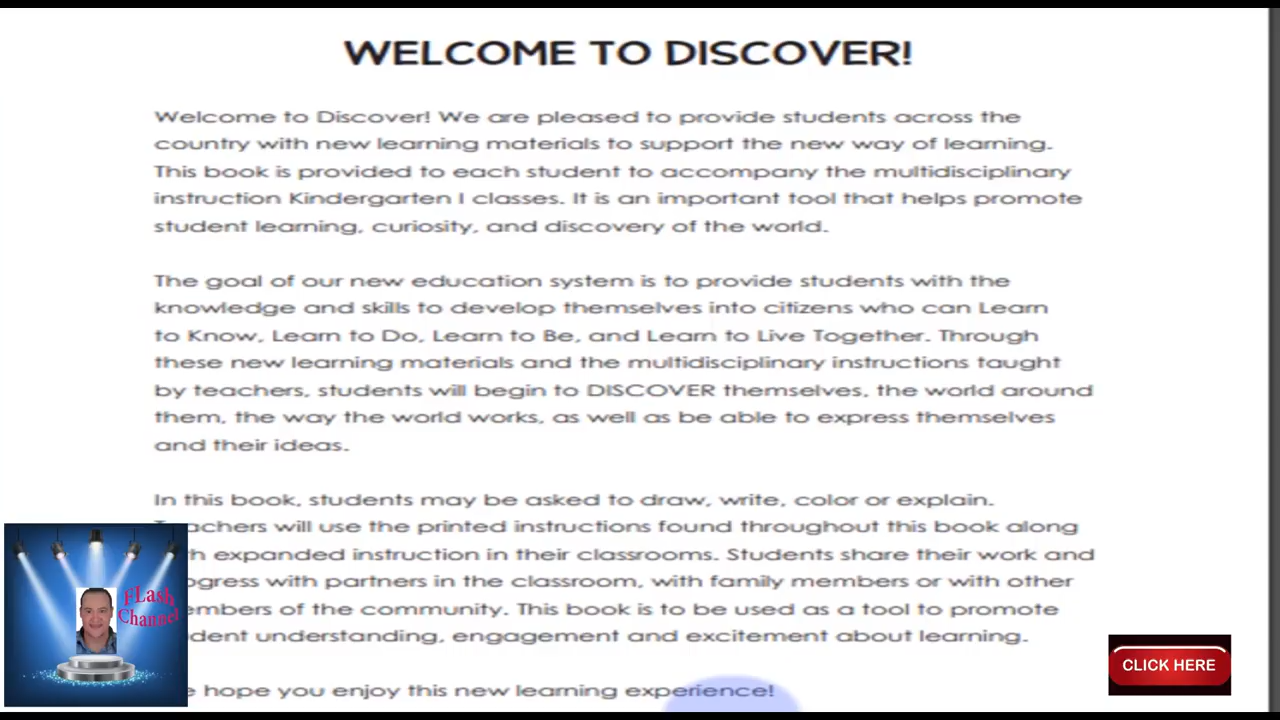 WELCOME TO DISCOVER!
Welcome to Discover! We are pleased to provide students across the
country with new learning materials to support the new way of learning.
This book is provided to each student to accompany the multidisciplinary
instruction Kindergarten I classes. It is an important tool that helps promote
student learning, curiosity, and discovery of the world.
The goal of our new education system is to provide students with the
knowledge and skills to develop themselves into citizens who can Learn
to Know, Learn to Do, Learn to Be, and Learn to Live Together. Through
these new learning materials and the multidisciplinary instructions taught
by teachers, students will begin to DISCOVER themselves, the world around
them, the way the world works, as well as be able to express themselves
and their ideas.
In this book, students may be asked to draw, write, color or explain.
will use the printed instructions found throughout this book along
expanded instruction in their classrooms. Students share their work and
with partners in the classroom, with family members or with other
of the community. This book is to be used as a tool to promote
understanding, engagement and excitement about learning.
hope you enjoy this new learning experience!
FLash
Channel
CLICK HERE